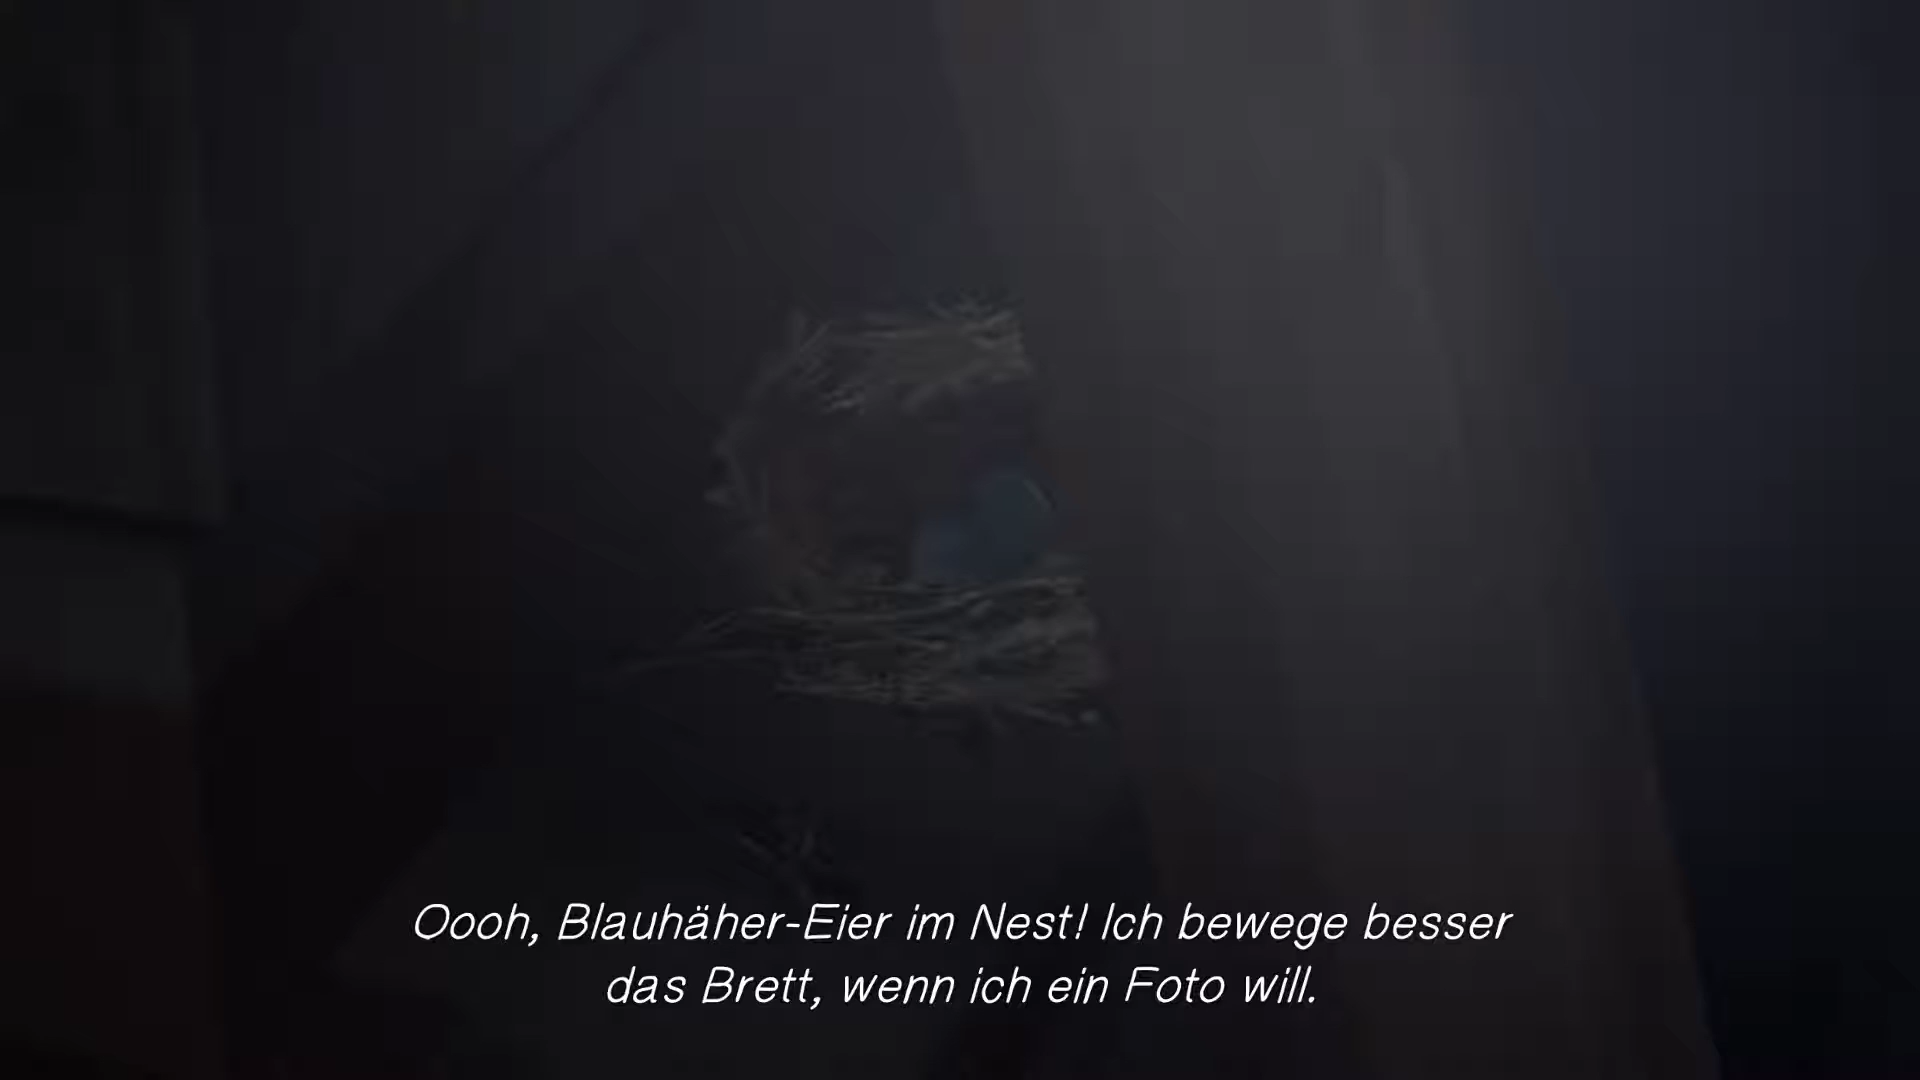 Oooh, Blauhäher-Eier im Nest! Ich bewege besser
das Brett, wenn ich ein Foto will.